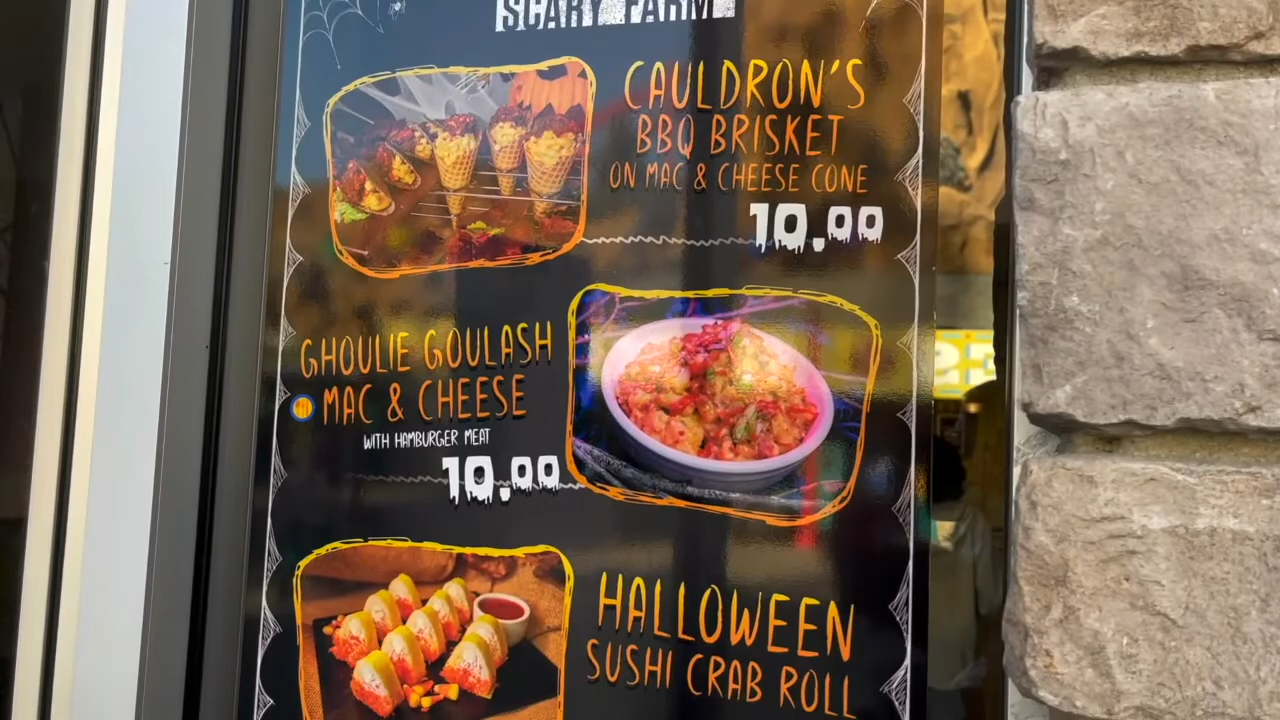 SCARY FARM
CAULDRON'S
BBQ BRISKET
ON MAC & CHEESE CONE
10.00
GHOULIE GOULASH
MAC & CHEESE
WITH HAMBURGER MEAT
10.00
HALLOWEEN
SUSHI CRAB ROLL